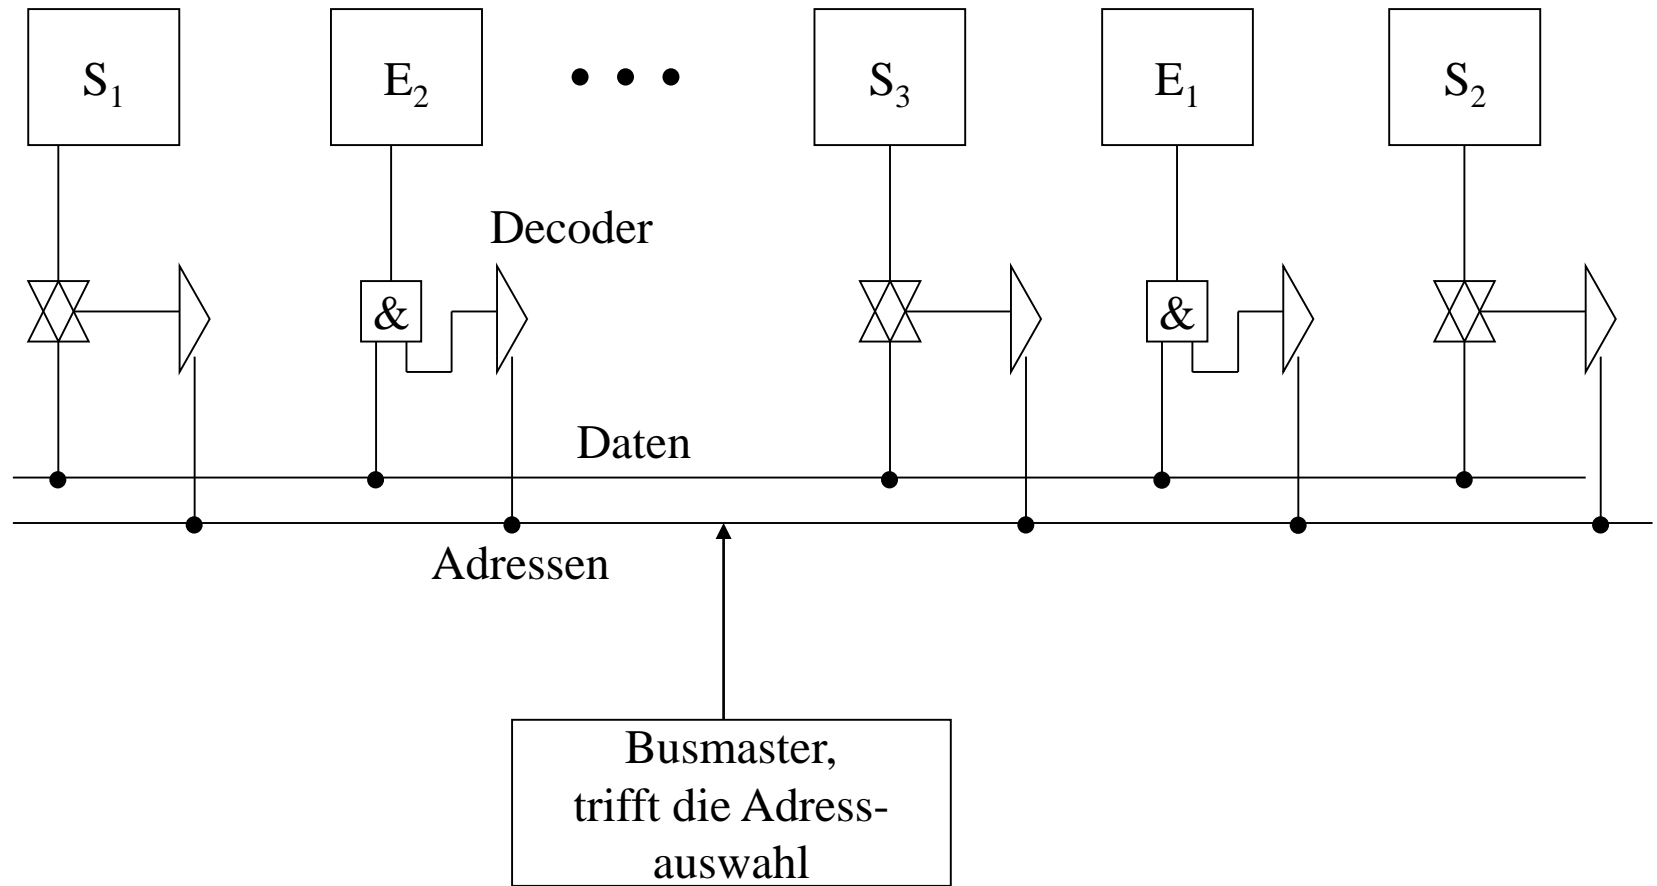 S₁
E₂
• • •
S₃
E₁
S₂
Decoder
&
&
Daten
Adressen
Busmaster,
trifft die Adress-
auswahl